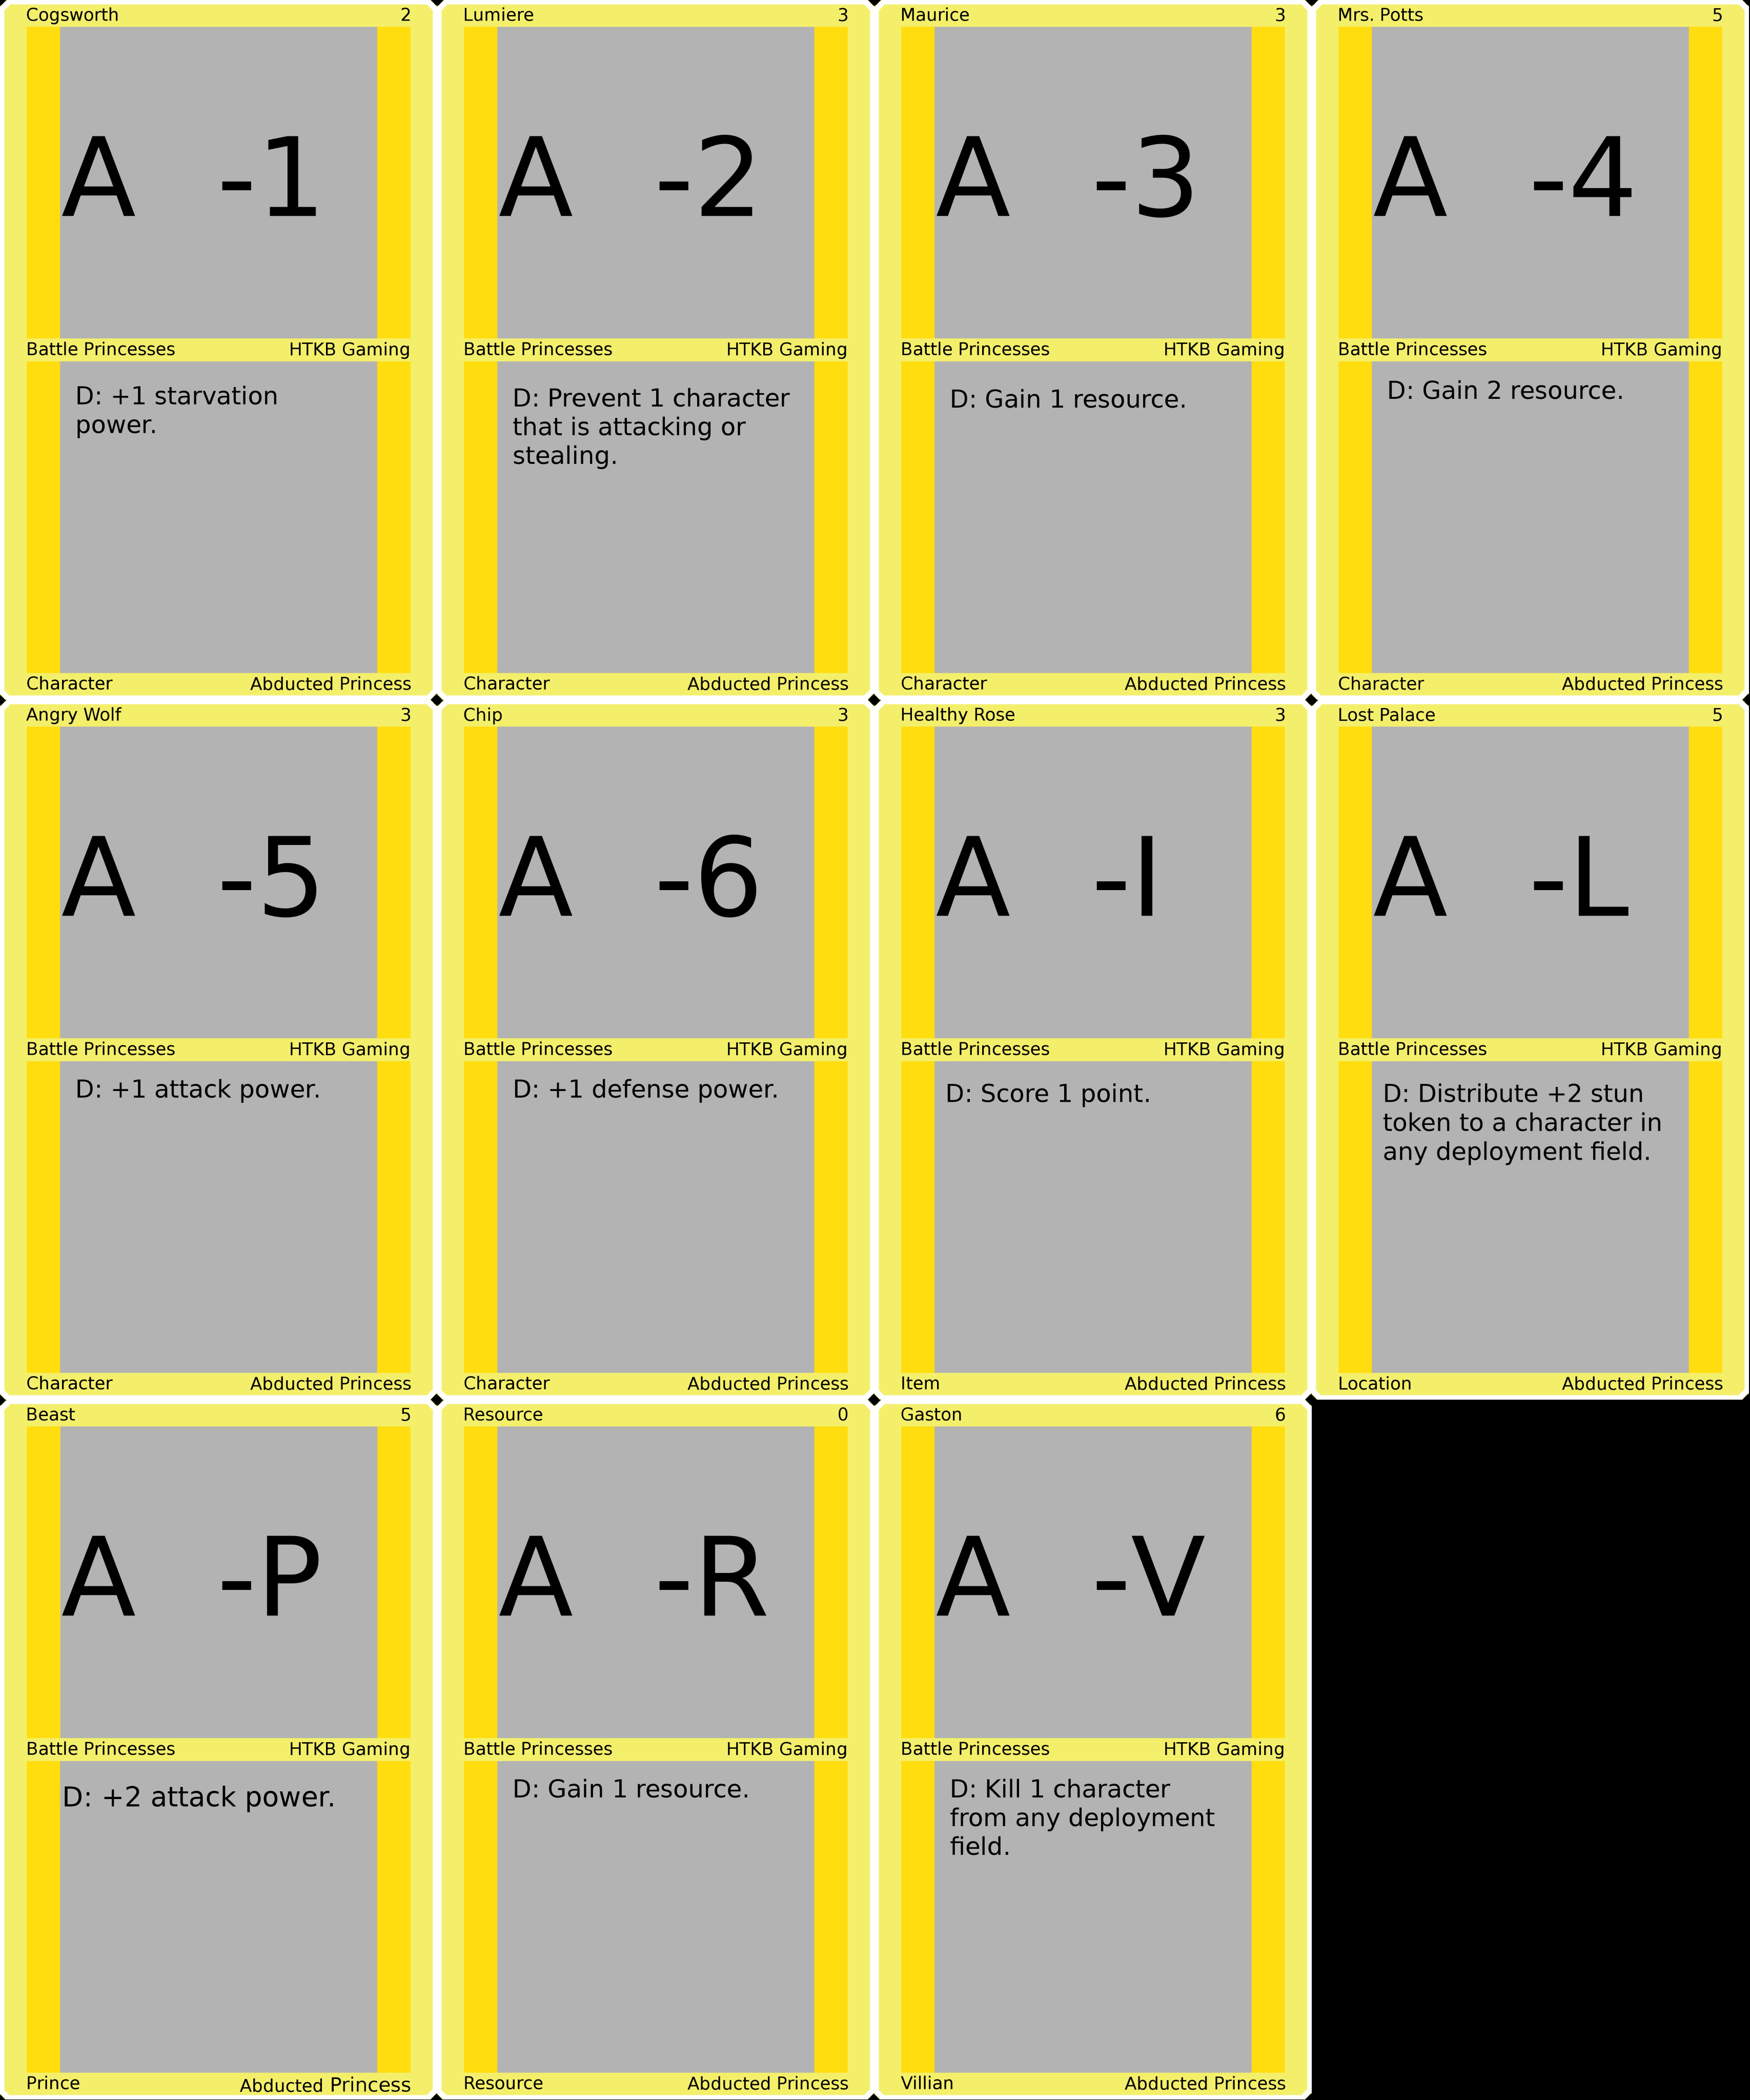 Cogsworth 2
A -1
Battle Princesses HTKB Gaming
D: +1 starvation
power.
Character Abducted Princess
Lumiere 3
A -2
Battle Princesses HTKB Gaming
D: Prevent 1 character
that is attacking or
stealing.
Character Abducted Princess
Maurice 3
A -3
Battle Princesses HTKB Gaming
D: Gain 1 resource.
Character Abducted Princess
Mrs. Potts 5
A -4
Battle Princesses HTKB Gaming
D: Gain 2 resource.
Character Abducted Princess
Angry Wolf 3
A -5
Battle Princesses HTKB Gaming
D: +1 attack power.
Character Abducted Princess
Chip 3
A -6
Battle Princesses HTKB Gaming
D: +1 defense power.
Character Abducted Princess
Healthy Rose 3
A -I
Battle Princesses HTKB Gaming
D: Score 1 point.
Item Abducted Princess
Lost Palace 5
A -L
Battle Princesses HTKB Gaming
D: Distribute +2 stun
token to a character in
any deployment field.
Location Abducted Princess
Beast 5
A -P
Battle Princesses HTKB Gaming
D: +2 attack power.
Prince Abducted Princess
Resource 0
A -R
Battle Princesses HTKB Gaming
D: Gain 1 resource.
Resource Abducted Princess
Gaston 6
A -V
Battle Princesses HTKB Gaming
D: Kill 1 character
from any deployment
field.
Villian Abducted Princess